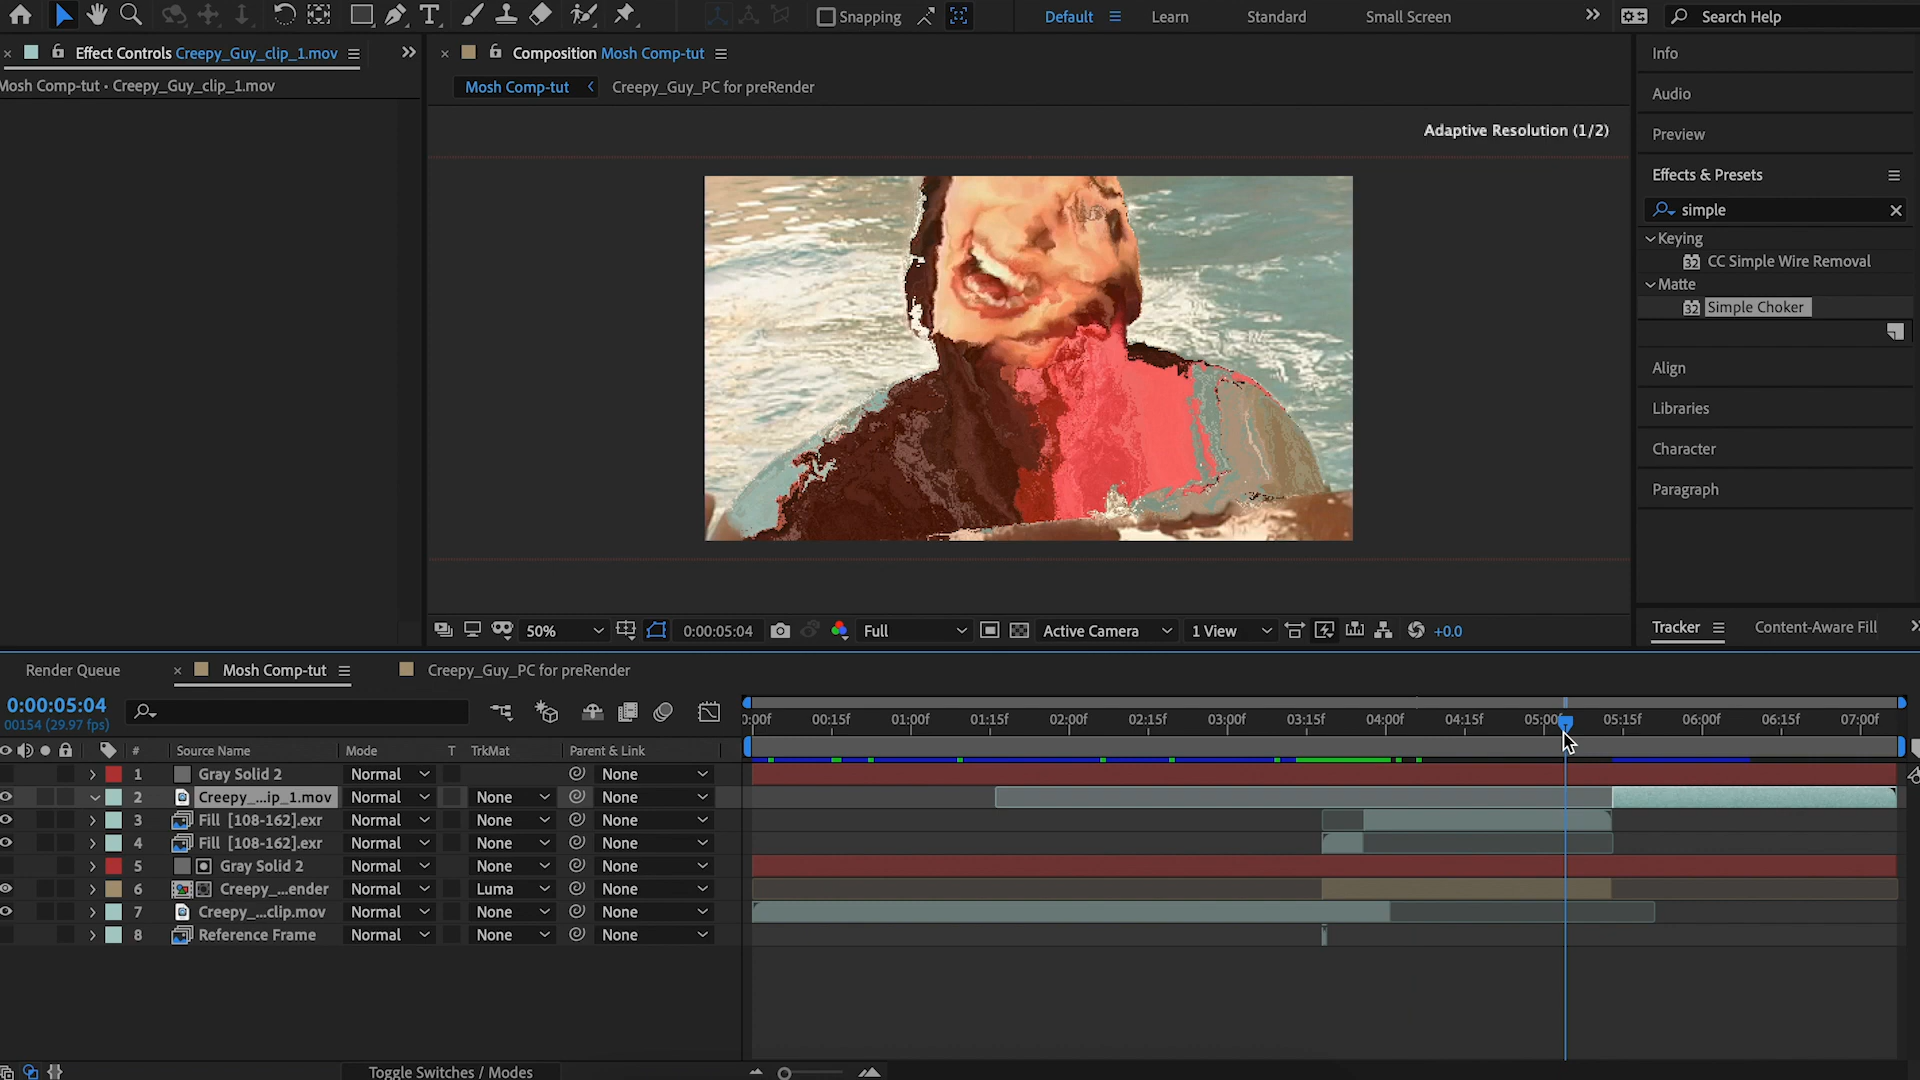 Snapping
Default
Learn
Standard
Small Screen
Search Help
Effect Controls Creepy_Guy_clip_1.mov
Composition Mosh Comp-tut
Info
Mosh Comp-tut • Creepy_Guy_clip_1.mov
Mosh Comp-tut
Creepy_Guy_PC for preRender
Audio
Adaptive Resolution (1/2)
Preview
Effects & Presets
simple
Keying
32 CC Simple Wire Removal
Matte
32 Simple Choker
Align
Libraries
Character
Paragraph
50%
0:00:05:04
Full
Active Camera
1 View
+0.0
Tracker
Content-Aware Fill
Render Queue
Mosh Comp-tut
Creepy_Guy_PC for preRender
0:00:05:04
00154 (29.97 fps)
0:00f 00:15f 01:00f 01:15f 02:00f 02:15f 03:00f 03:15f 04:00f 04:15f 05:00f 05:15f 06:00f 06:15f 07:00f
# Source Name Mode T TrkMat Parent & Link
1 Gray Solid 2 Normal None
2 Creepy_...ip_1.mov Normal None None
3 Fill [108-162].exr Normal None None
4 Fill [108-162].exr Normal None None
5 Gray Solid 2 Normal None None
6 Creepy_...ender Normal Luma None
7 Creepy_...clip.mov Normal None None
8 Reference Frame Normal None None
Toggle Switches / Modes